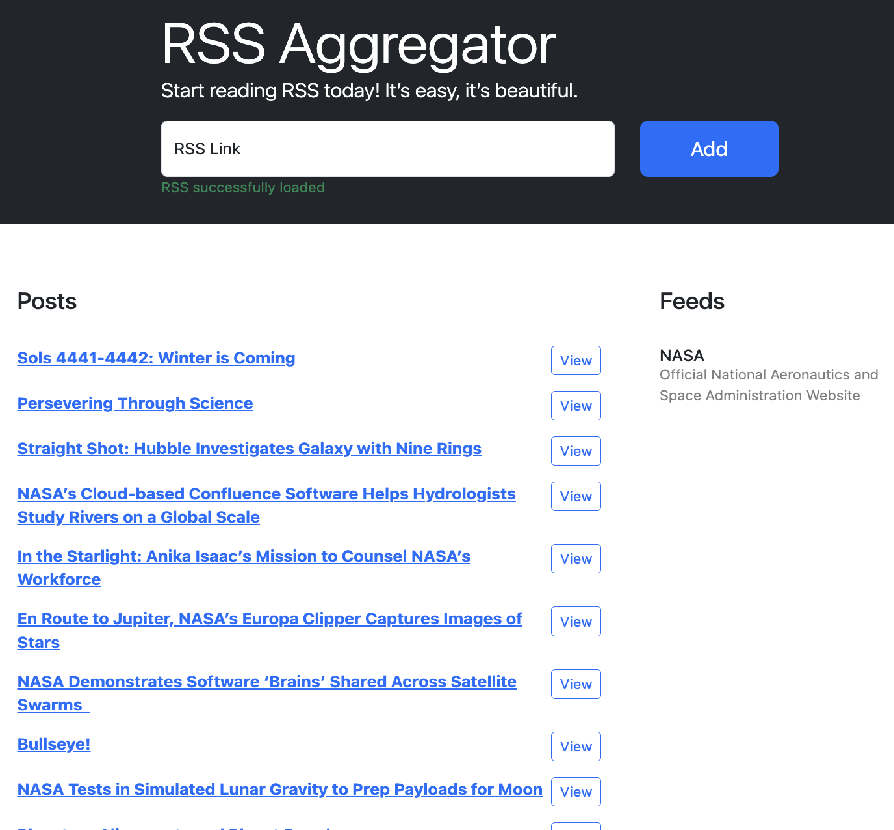 RSS Aggregator
Start reading RSS today! It's easy, it's beautiful.
RSS Link
Add
RSS successfully loaded
Posts
Sols 4441-4442: Winter is Coming
View
Persevering Through Science
View
Straight Shot: Hubble Investigates Galaxy with Nine Rings
View
NASA's Cloud-based Confluence Software Helps Hydrologists
Study Rivers on a Global Scale
View
In the Starlight: Anika Isaac's Mission to Counsel NASA's
Workforce
View
En Route to Jupiter, NASA's Europa Clipper Captures Images of
Stars
View
NASA Demonstrates Software ‘Brains’ Shared Across Satellite
Swarms
View
Bullseye!
View
NASA Tests in Simulated Lunar Gravity to Prep Payloads for Moon
View
Feeds
NASA
Official National Aeronautics and
Space Administration Website